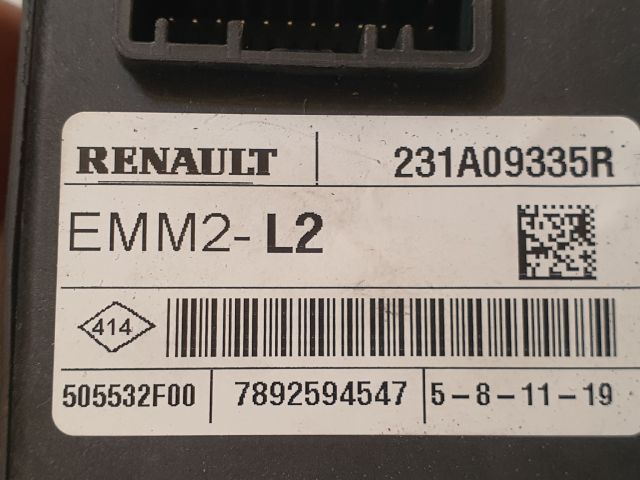 RENAULT 231A09335R
EMM2- L2
414
505532F00 7892594547 5-8-11-19